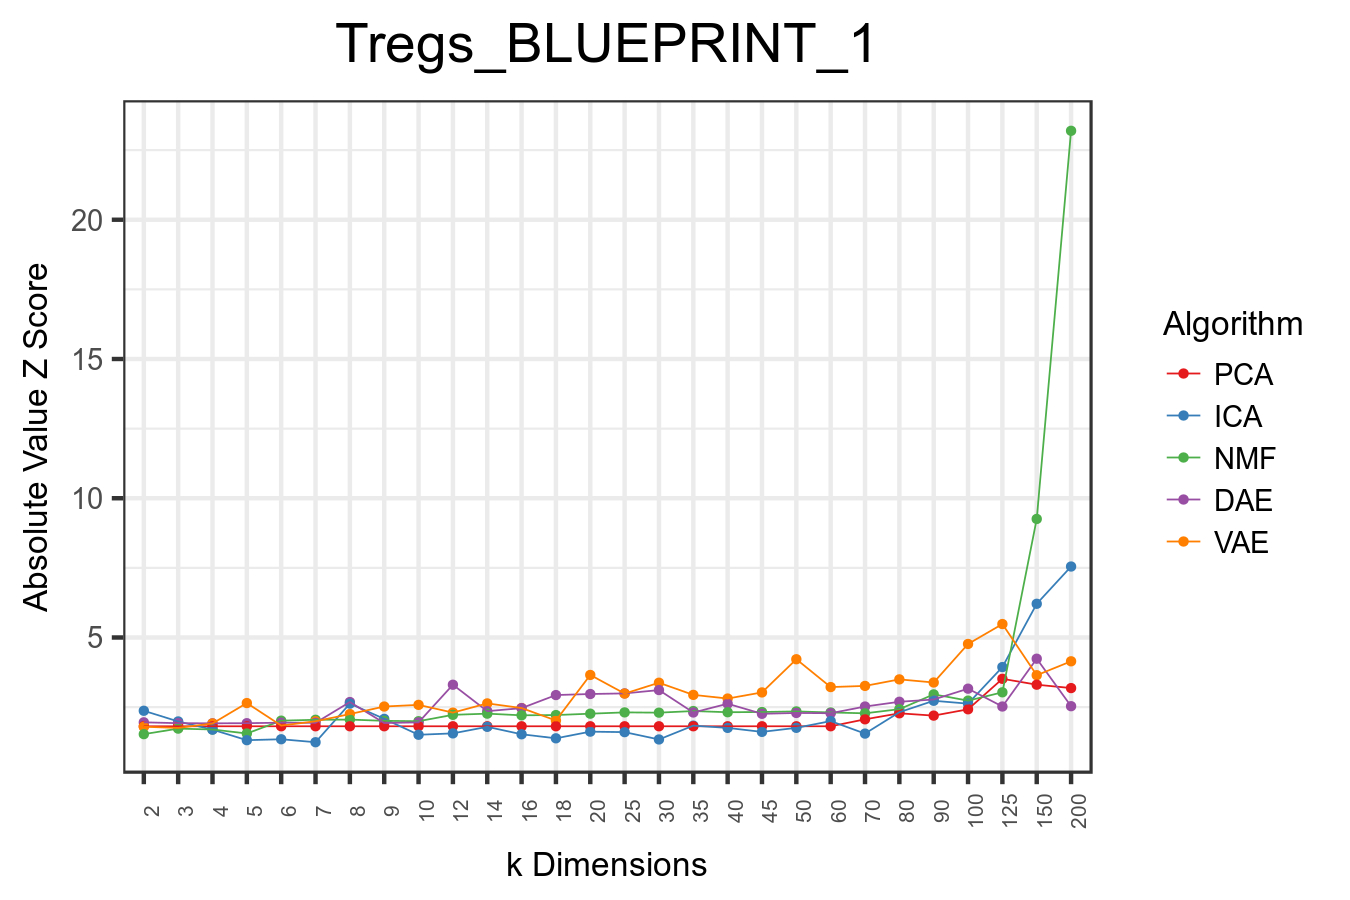 Tregs_BLUEPRINT_1
Absolute Value Z Score
20
15
10
5
2 3 4 5 6 7 8 9 10 12 14 16 18 20 25 30 35 40 45 50 60 70 80 90 100 125 150 200
k Dimensions
Algorithm
PCA
ICA
NMF
DAE
VAE